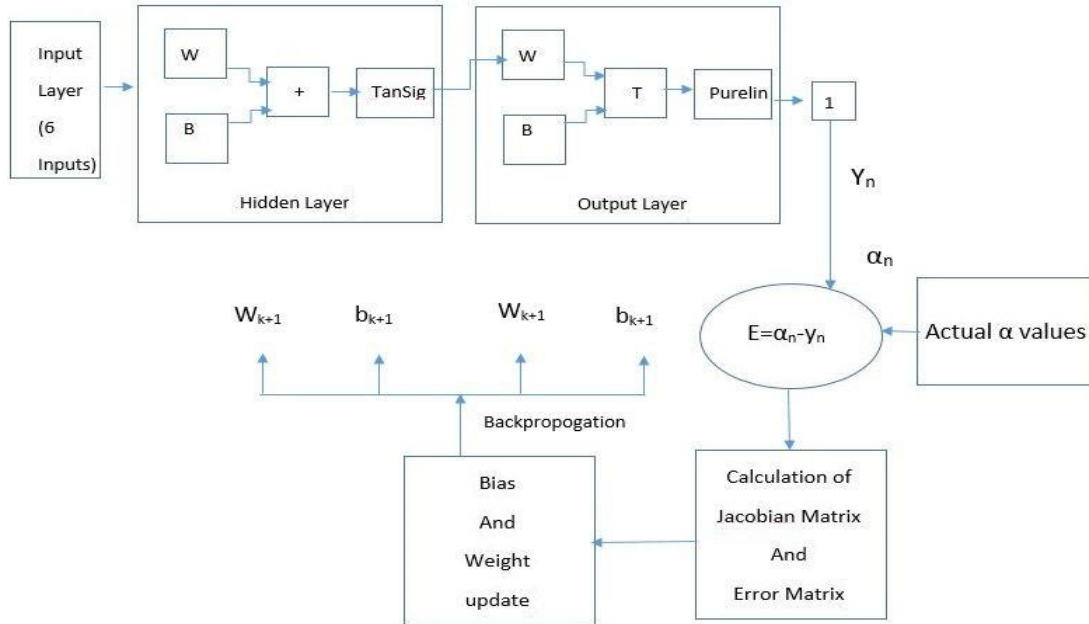 Input
Layer
(6
Inputs)
W
B
+
TanSig
Hidden Layer
W
B
T
Purelin
Output Layer
1
Yₙ
αₙ
E=αₙ-yₙ
Actual α values
Wₖ₊₁
bₖ₊₁
Wₖ₊₁
bₖ₊₁
Backpropogation
Bias
And
Weight
update
Calculation of
Jacobian Matrix
And
Error Matrix